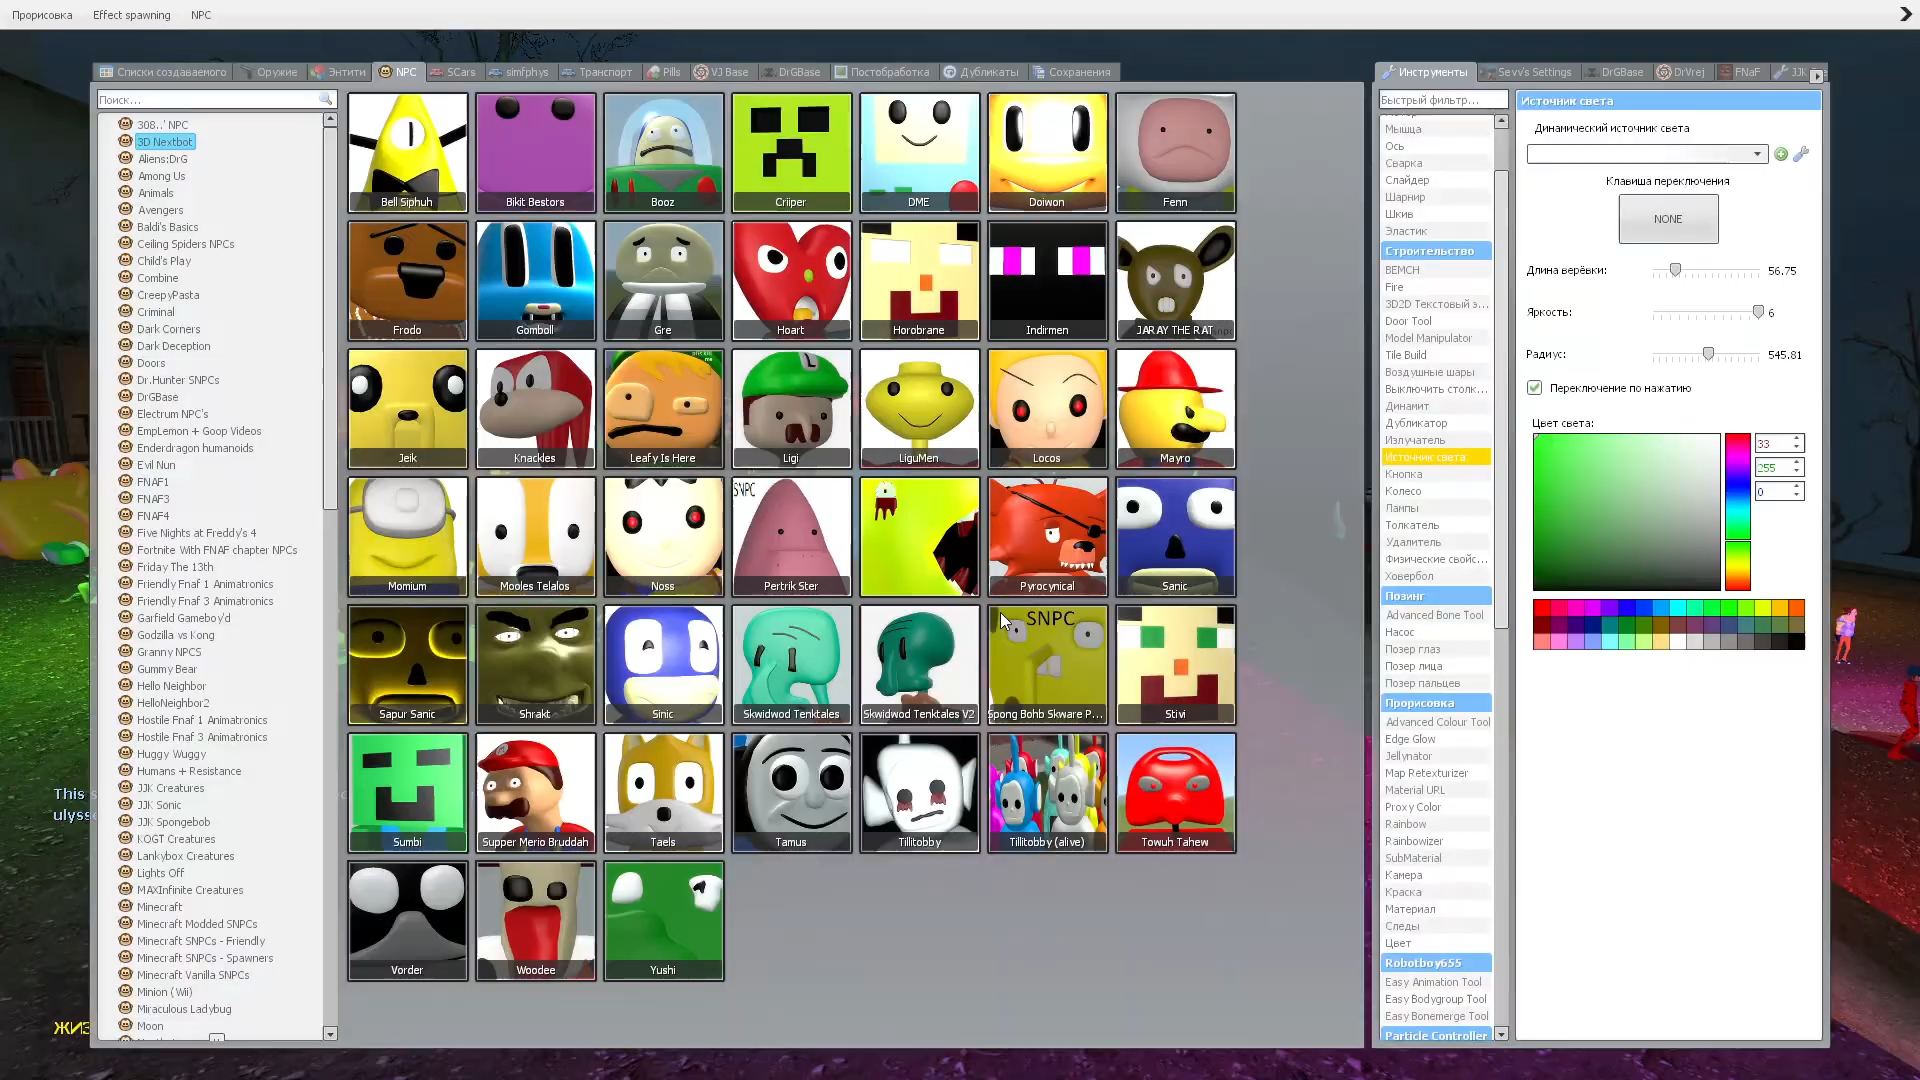 Прорисовка Effect spawning NPC
Списки создаваемого Оружие Энтити NPC SCars simfphys Транспорт Pills VJ Base DrGBase Постобработка Дубликаты Сохранения
Поиск...
308..' NPC
3D Nextbot
Aliens:DrG
Among Us
Animals
Avengers
Baldi's Basics
Ceiling Spiders NPCs
Child's Play
Combine
CreepyPasta
Criminal
Dark Corners
Dark Deception
Doors
Dr.Hunter SNPCs
DrGBase
Electrum NPC's
EmpLemon + Goop Videos
Enderdragon humanoids
Evil Nun
FNAF1
FNAF3
FNAF4
Five Nights at Freddy's 4
Fortnite With FNAF chapter NPCs
Friday The 13th
Friendly Fnaf 1 Animatronics
Friendly Fnaf 3 Animatronics
Garfield Gameboy'd
Godzilla vs Kong
Granny NPCS
Gummy Bear
Hello Neighbor
HelloNeighbor2
Hostile Fnaf 1 Animatronics
Hostile Fnaf 3 Animatronics
Huggy Wuggy
Humans + Resistance
JJK Creatures
JJK Sonic
JJK Spongebob
KOGT Creatures
Lankybox Creatures
Lights Off
MAXInfinite Creatures
Minecraft
Minecraft Modded SNPCs
Minecraft SNPCs - Friendly
Minecraft SNPCs - Spawners
Minecraft Vanilla SNPCs
Minion (Wii)
Miraculous Ladybug
Moon
This
ulyss
ЖИЗ
Bell Siphuh Bikit Bestors Booz Criiper DME Doiwon Fenn
Frodo Gomboll Gre Hoart Horobrane Indirmen JARAY THE RAT
Jeik Knackles Leafy Is Here Ligi LiguMen Locos Mayro
SNPC
Momium Mooles Telalos Noss Pertrik Ster Pyrocynical Sanic
SNPC
Sapur Sanic Shrakt Sinic Skwidwod Tenktales Skwidwod Tenktales V2 Spong Bohb Skware P... Stivi
Sumbi Supper Merio Bruddah Taels Tamus Tillitobby Tillitobby (alive) Towuh Tahew
Vorder Woodee Yushi
Инструменты Sevv's Settings DrGBase DrVrej FNaF JJK
Быстрый фильтр...
Мышца
Ось
Сварка
Слайдер
Шарнир
Шкив
Эластик
Строительство
BEMCH
Fire
3D2D Текстовый э...
Door Tool
Model Manipulator
Tile Build
Воздушные шары
Выключить столк...
Динамит
Дубликатор
Излучатель
Источник света
Кнопка
Колесо
Лампы
Толкатель
Удалитель
Физические свойс...
Ховербол
Позинг
Advanced Bone Tool
Насос
Позер глаз
Позер лица
Позер пальцев
Прорисовка
Advanced Colour Tool
Edge Glow
Jellynator
Map Retexturizer
Material URL
Proxy Color
Rainbow
Rainbowizer
SubMaterial
Камера
Краска
Материал
Следы
Цвет
Robotboy655
Easy Animation Tool
Easy Bodygroup Tool
Easy Bonemerge Tool
Particle Controller
Источник света
Динамический источник света
Клавиша переключения
NONE
Длина верёвки: 56.75
Яркость: 6
Радиус: 545.81
Переключение по нажатию
Цвет света:
33
255
0